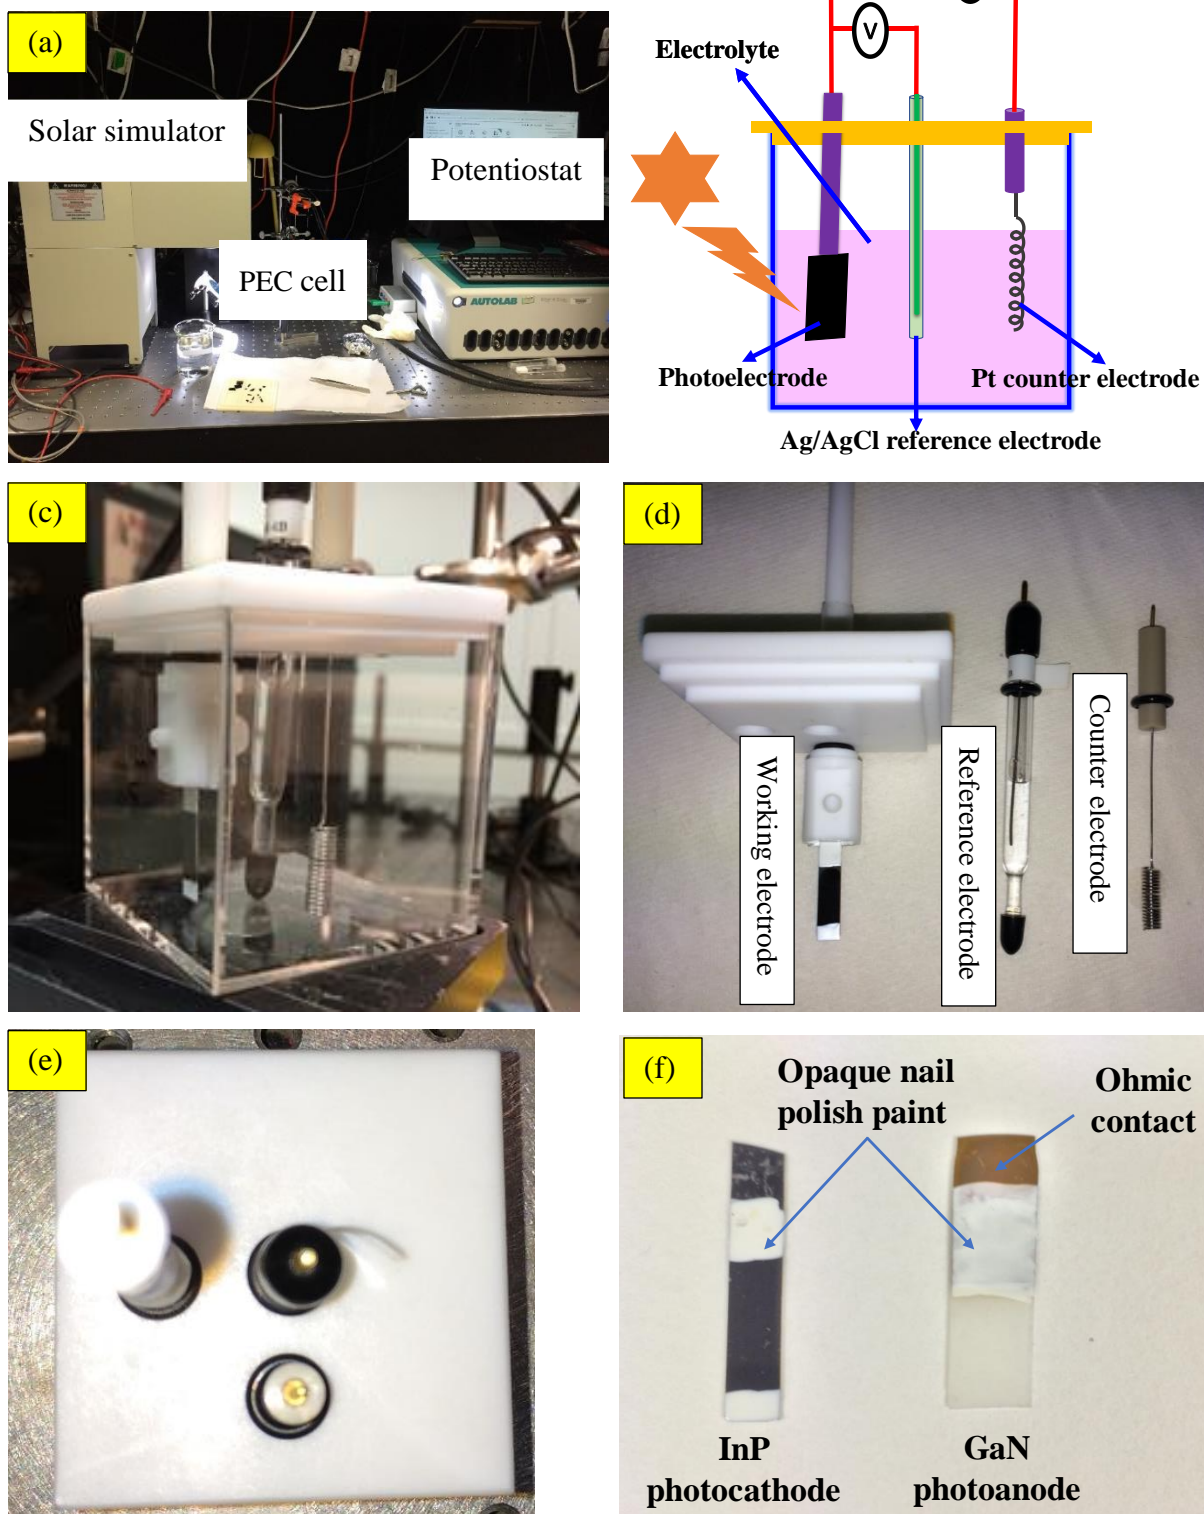 (a)
Solar simulator
Potentiostat
PEC cell
WARNING!
AUTOLAB
V
Electrolyte
Photoelectrode
Pt counter electrode
Ag/AgCl reference electrode
(c)
(d)
Working electrode
Reference electrode
Counter electrode
(e)
(f)
Opaque nail
polish paint
Ohmic
contact
InP
photocathode
GaN
photoanode